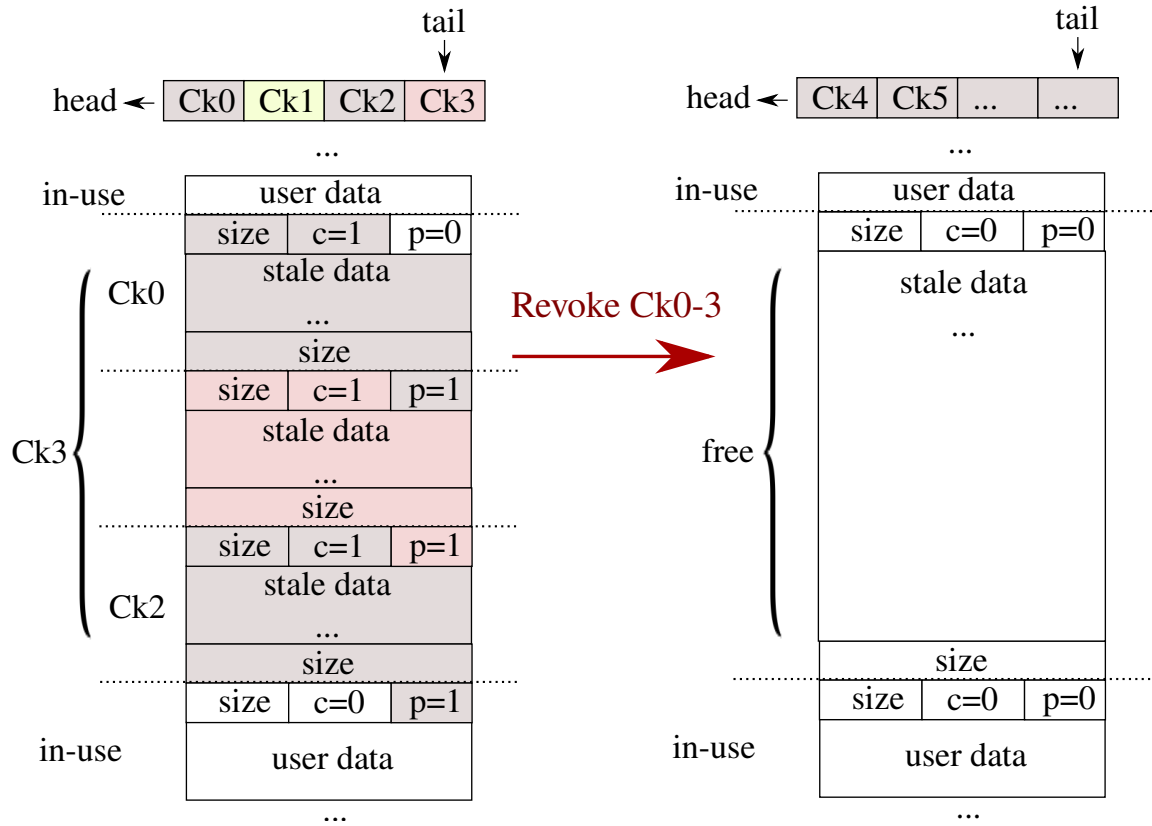 tail
head Ck0 Ck1 Ck2 Ck3
...
in-use
user data
size c=1 p=0
stale data
Ck0
...
size
size c=1 p=1
stale data
Ck3
...
size
size c=1 p=1
stale data
Ck2
...
size
size c=0 p=1
in-use
user data
...
Revoke Ck0-3
tail
head Ck4 Ck5 ... ...
...
in-use
user data
size c=0 p=0
stale data
...
free
size
size c=0 p=0
in-use
user data
...